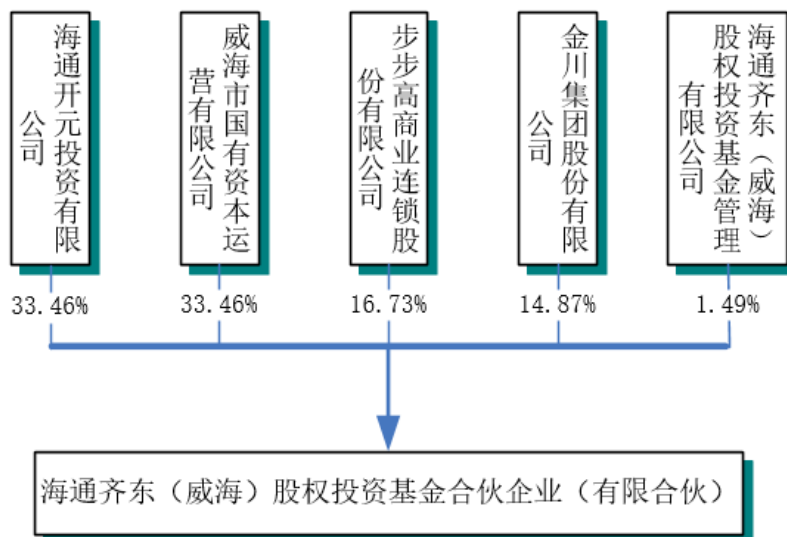 海通开元投资有限
公司
威海市国有资本运
营有限公司
步步高商业连锁股
份有限公司
金川集团股份有限
公司
海通齐东（威海）
股权投资基金管理
有限公司
33.46%
33.46%
16.73%
14.87%
1.49%
海通齐东（威海）股权投资基金合伙企业（有限合伙）